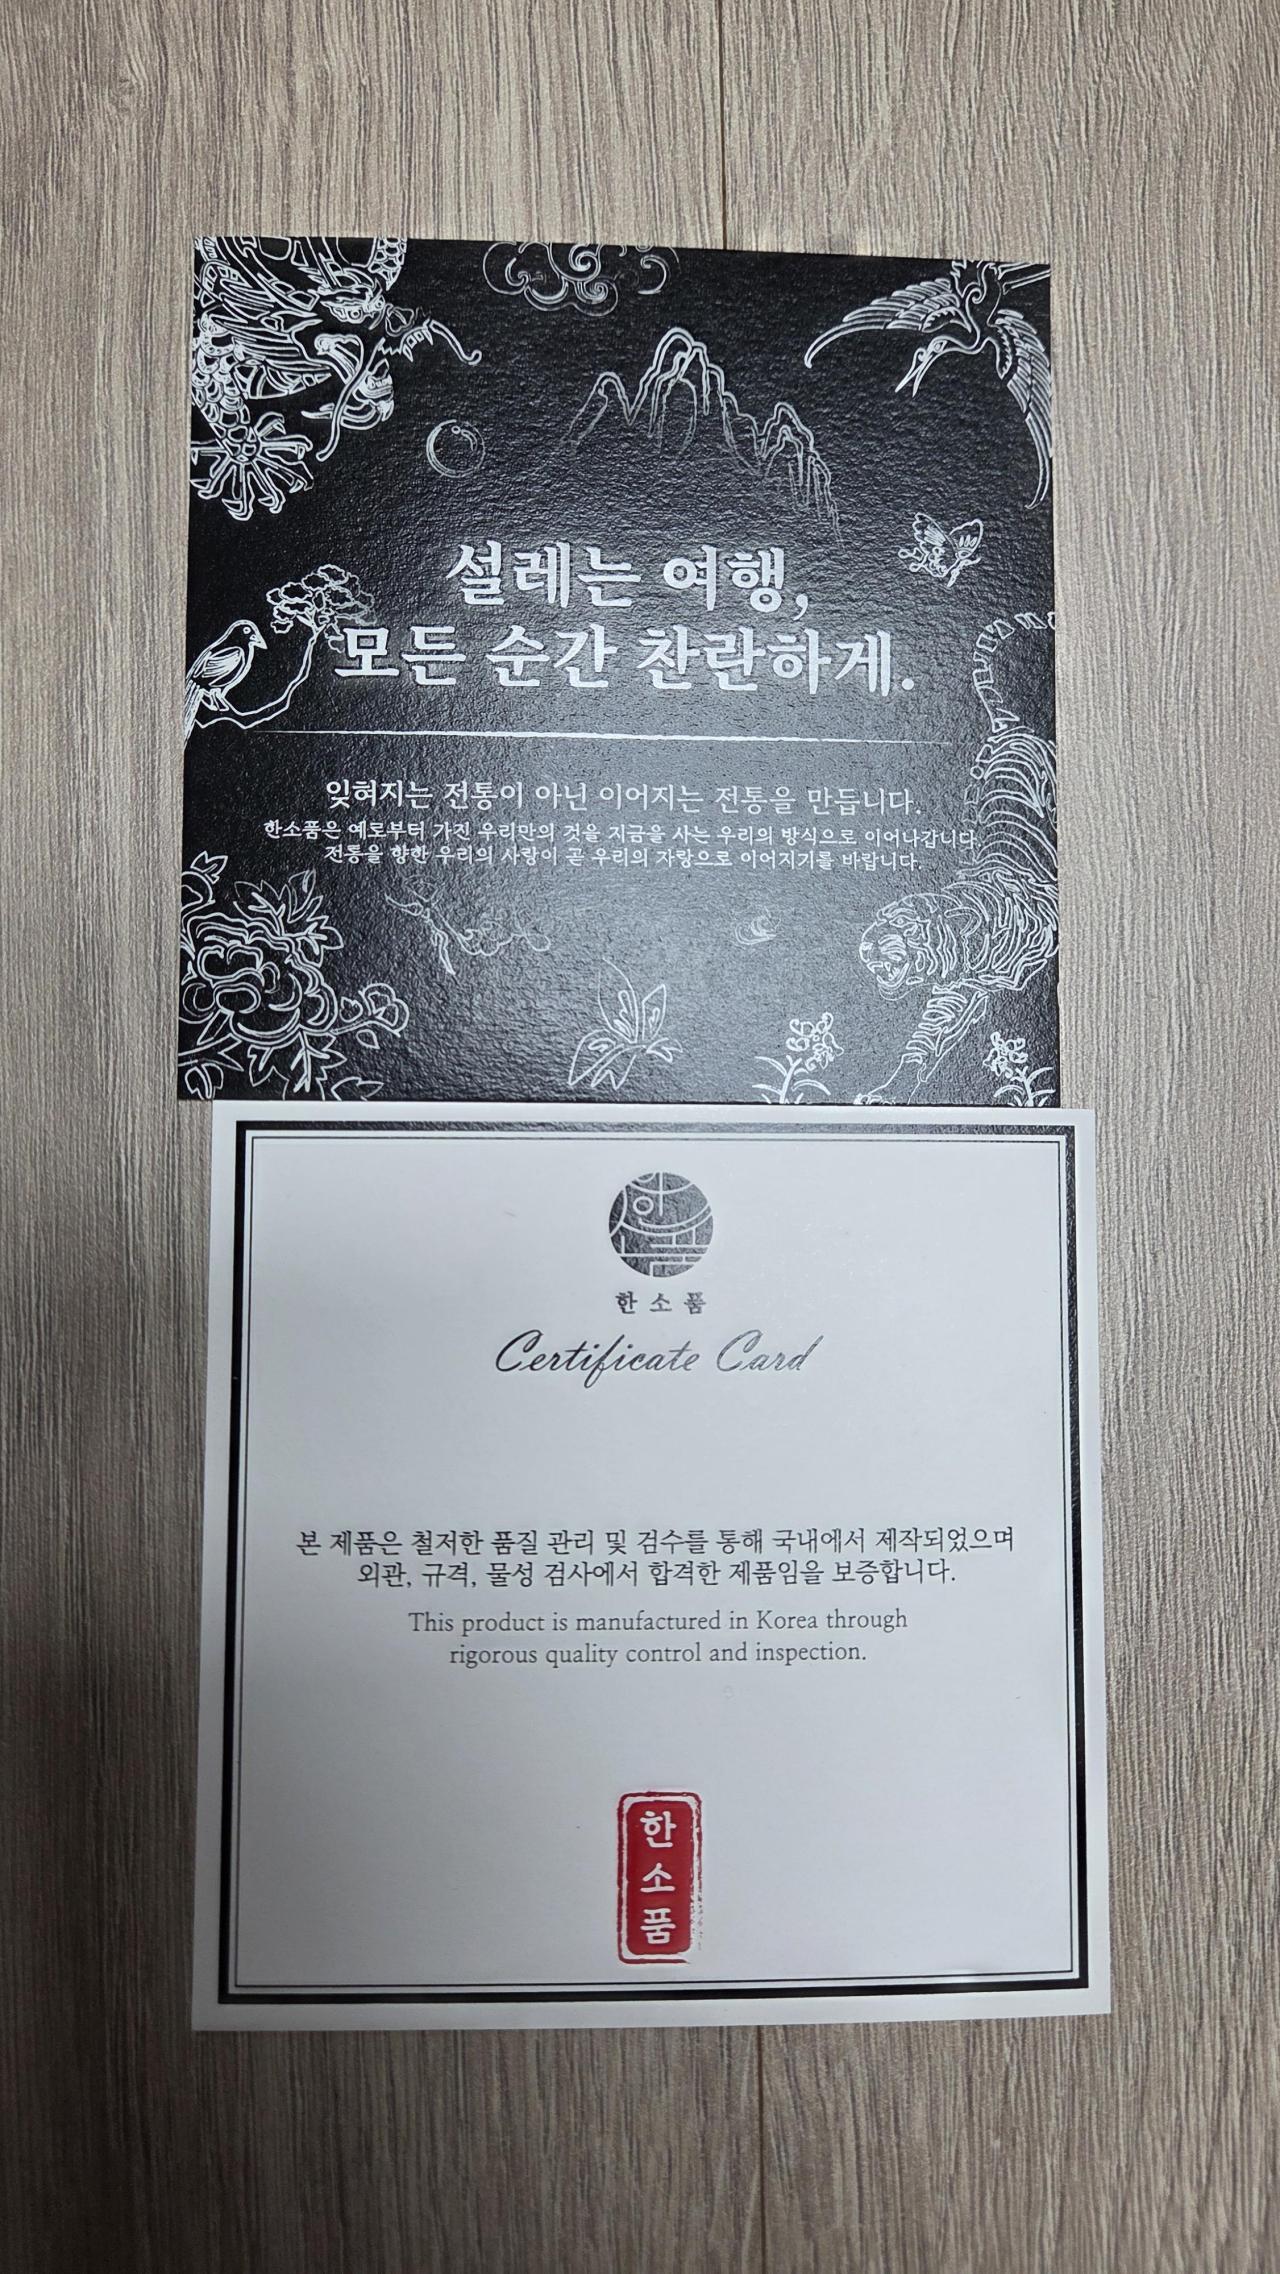 설레는 여행,
모든 순간 찬란하게.
잊혀지는 전통이 아닌 이어지는 전통을 만듭니다.
한소품은 예로부터 가진 우리만의 것을 지금을 사는 우리의 방식으로 이어나갑니다.
전통을 향한 우리의 사랑이 곧 우리의 자랑으로 이어지기를 바랍니다.
한소품
Certificate Card
본 제품은 철저한 품질 관리 및 검수를 통해 국내에서 제작되었으며
외관, 규격, 물성 검사에서 합격한 제품임을 보증합니다.
This product is manufactured in Korea through
rigorous quality control and inspection.
한
소
품